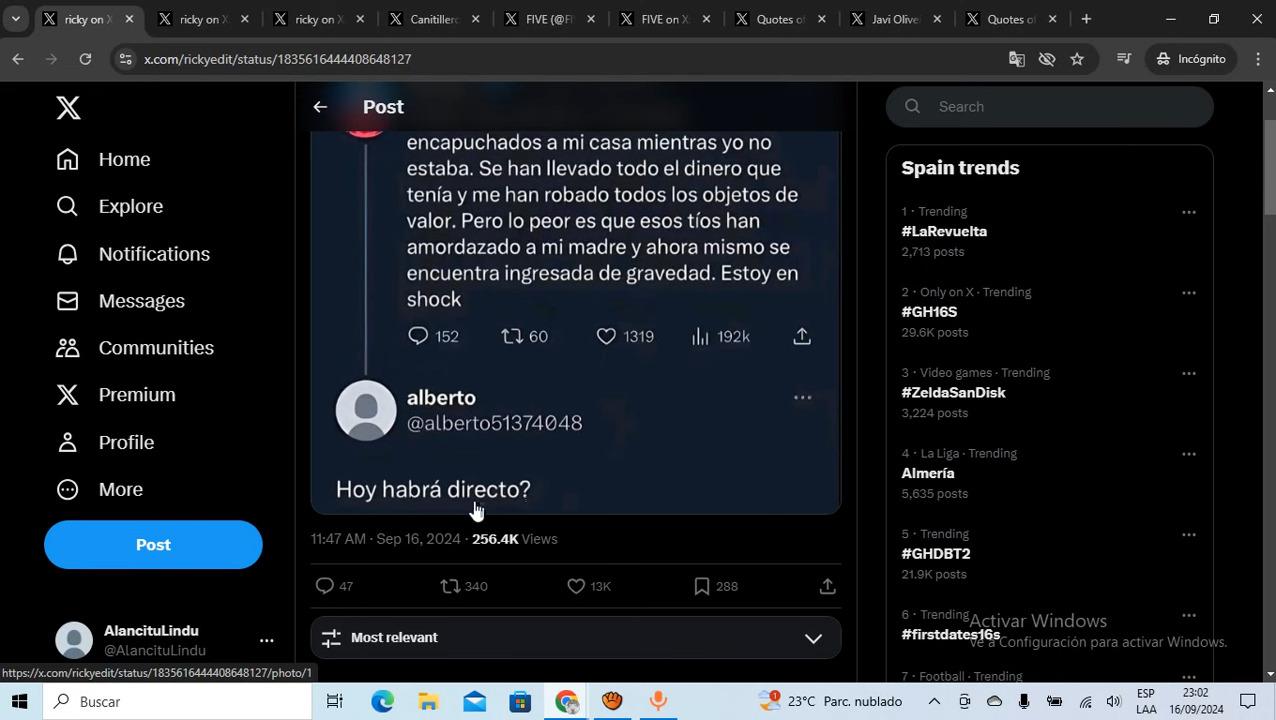 ricky on X
ricky on X
ricky on X
Canitillerc
FIVE (@FI
FIVE on X
Quotes of
Javi Olive
Quotes of
x.com/rickyedit/status/1835616444408648127
Incógnito
Home
Explore
Notifications
Messages
Communities
Premium
Profile
More
Post
AlancituLindu
@AlancituLindu
https://x.com/rickyedit/status/1835616444408648127/photo/1
Post
encapuchados a mi casa mientras yo no
estaba. Se han llevado todo el dinero que
tenía y me han robado todos los objetos de
valor. Pero lo peor es que esos tíos han
amordazado a mi madre y ahora mismo se
encuentra ingresada de gravedad. Estoy en
shock
152 60 1319 192k
alberto
@alberto51374048
Hoy habrá directo?
11:47 AM · Sep 16, 2024 · 256.4K Views
47 340 13K 288
Most relevant
Search
Spain trends
1 · Trending
#LaRevuelta
2,713 posts
2 · Only on X · Trending
#GH16S
29.6K posts
3 · Video games · Trending
#ZeldaSanDisk
3,224 posts
4 · La Liga · Trending
Almería
5,635 posts
5 · Trending
#GHDBT2
21.9K posts
6 · Trending
#firstdates16s
7 · Football · Trending
Activar Windows
Ve a Configuración para activar Windows.
Buscar
1
23°C Parc. nublado
ESP
LAA
23:02
16/09/2024